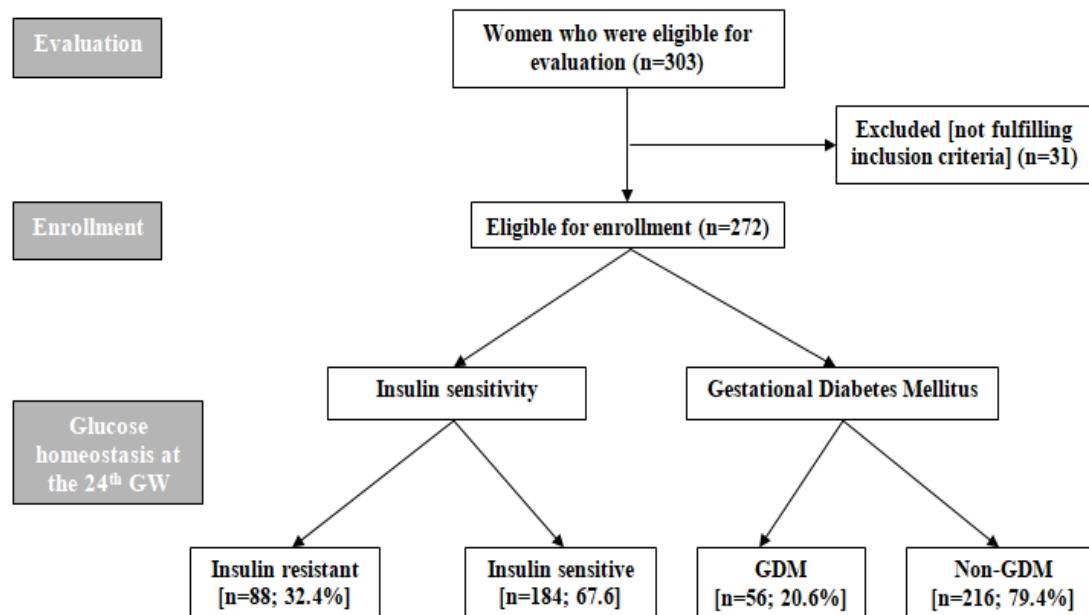 Evaluation
Women who were eligible for
evaluation (n=303)
Excluded [not fulfilling
inclusion criteria] (n=31)
Enrollment
Eligible for enrollment (n=272)
Insulin sensitivity
Gestational Diabetes Mellitus
Glucose
homeostasis at
the 24th GW
Insulin resistant
[n=88; 32.4%]
Insulin sensitive
[n=184; 67.6]
GDM
[n=56; 20.6%]
Non-GDM
[n=216; 79.4%]